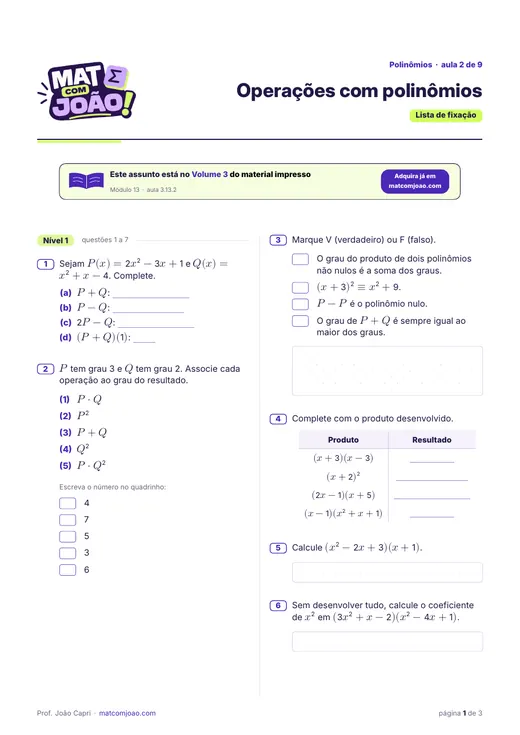 MAT Σ
COM
JOÃO!
Polinômios · aula 2 de 9
Operações com polinômios
Lista de fixação
Este assunto está no Volume 3 do material impresso
Módulo 13 · aula 3.13.2
Adquira já em
matcomjoao.com
Nível 1 questões 1 a 7
1 Sejam P(x) = 2x² − 3x + 1 e Q(x) =
x² + x − 4. Complete.
(a) P + Q: ____
(b) P − Q: ____
(c) 2P − Q: ____
(d) (P + Q)(1): ____
2 P tem grau 3 e Q tem grau 2. Associe cada
operação ao grau do resultado.
(1) P · Q
(2) P²
(3) P + Q
(4) Q²
(5) P · Q²
Escreva o número no quadrinho:
4
7
5
3
6
3 Marque V (verdadeiro) ou F (falso).
O grau do produto de dois polinômios
não nulos é a soma dos graus.
(x + 3)² ≡ x² + 9.
P − P é o polinômio nulo.
O grau de P + Q é sempre igual ao
maior dos graus.
4 Complete com o produto desenvolvido.
Produto Resultado
(x + 3)(x − 3) ____
(x + 2)² ____
(2x − 1)(x + 5) ____
(x − 1)(x² + x + 1) ____
5 Calcule (x² − 2x + 3)(x + 1).
6 Sem desenvolver tudo, calcule o coeficiente
de x² em (3x² + x − 2)(x² − 4x + 1).
Prof. João Capri · matcomjoao.com
página 1 de 3